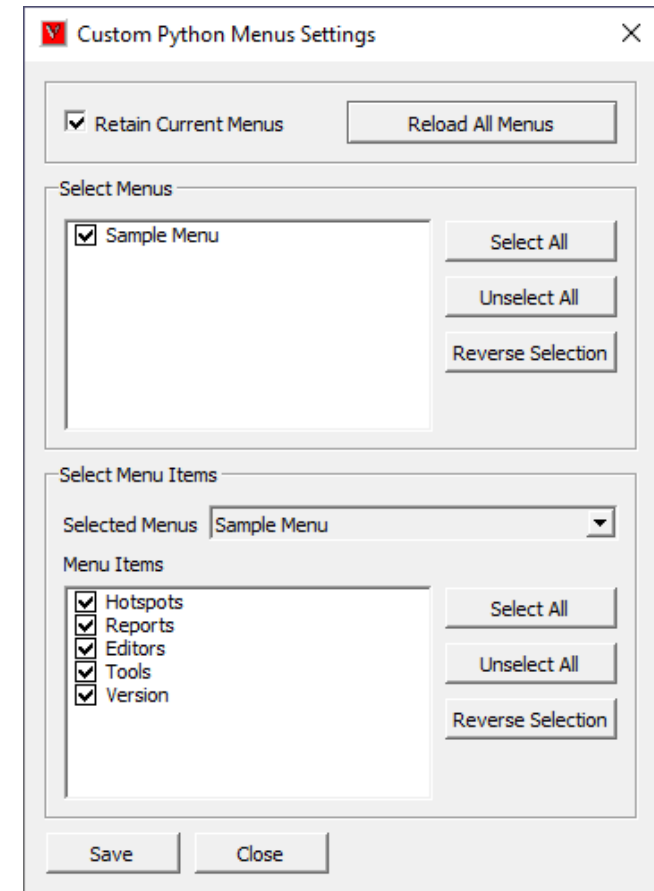 Custom Python Menus Settings
Retain Current Menus
Reload All Menus
Select Menus
Sample Menu
Select All
Unselect All
Reverse Selection
Select Menu Items
Selected Menus Sample Menu
Menu Items
Hotspots
Reports
Editors
Tools
Version
Select All
Unselect All
Reverse Selection
Save
Close